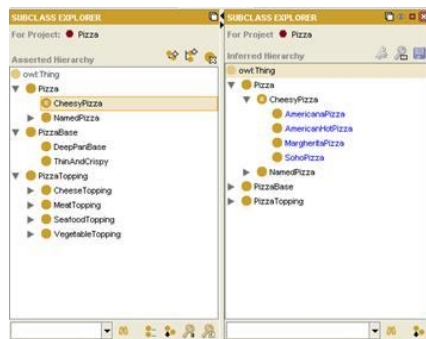 SUBCLASS EXPLORER
For Project: Pizza
Asserted Hierarchy
owl:Thing
Pizza
CheesyPizza
NamedPizza
PizzaBase
DeepPanBase
ThinAndCrispy
PizzaTopping
CheeseTopping
MeatTopping
SeafoodTopping
VegetableTopping
SUBCLASS EXPLORER
For Project Pizza
Inferred Hierarchy
owl:Thing
Pizza
CheesyPizza
AmericanaPizza
AmericanHotPizza
MargheritaPizza
SohoPizza
NamedPizza
PizzaBase
PizzaTopping